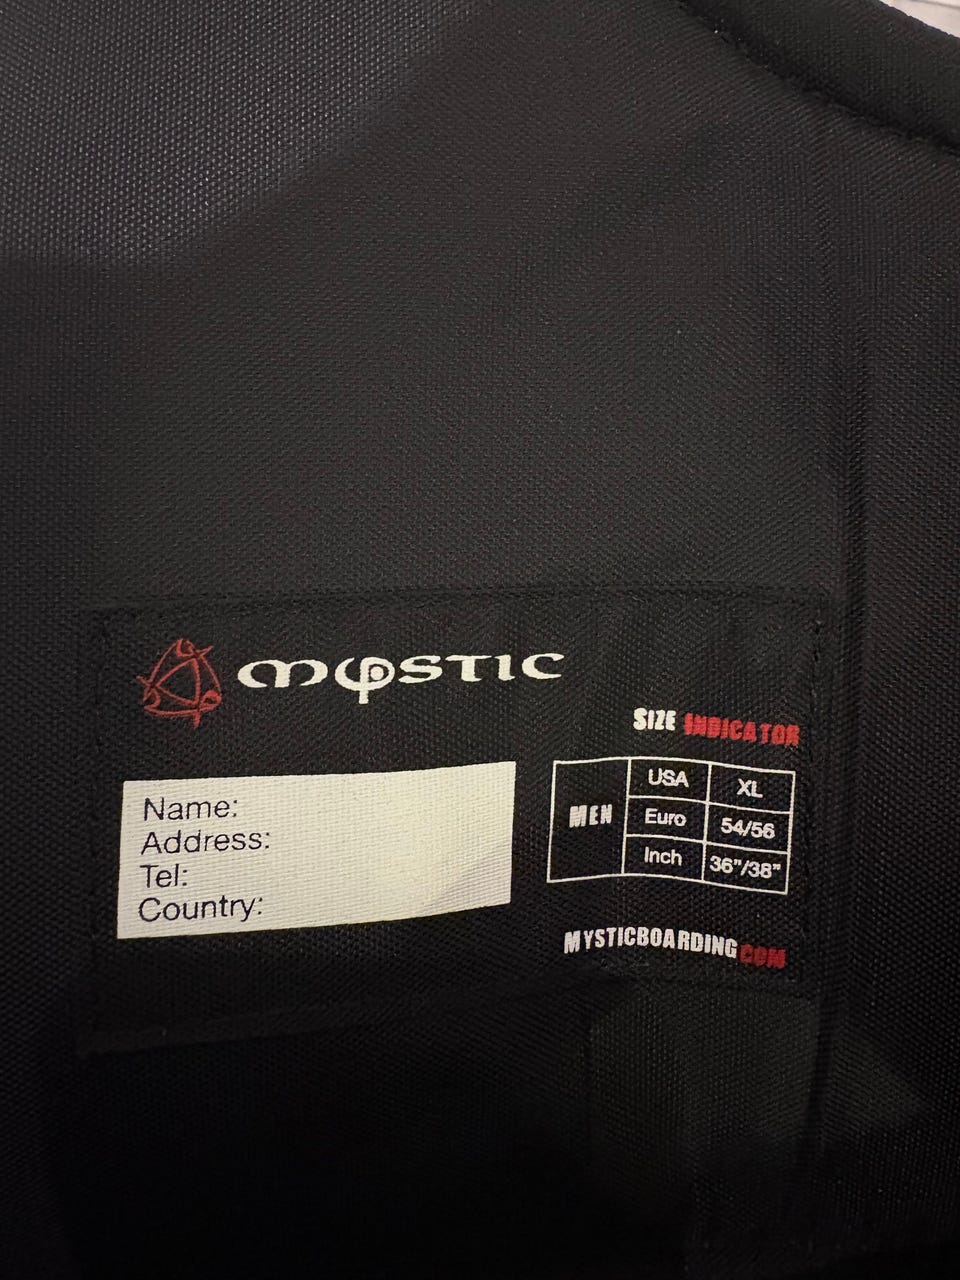 mystic
SIZE INDICATOR
Name:
Address:
Tel:
Country:
MEN
USA XL
Euro 54/56
Inch 36"/38"
MYSTICBOARDING.COM